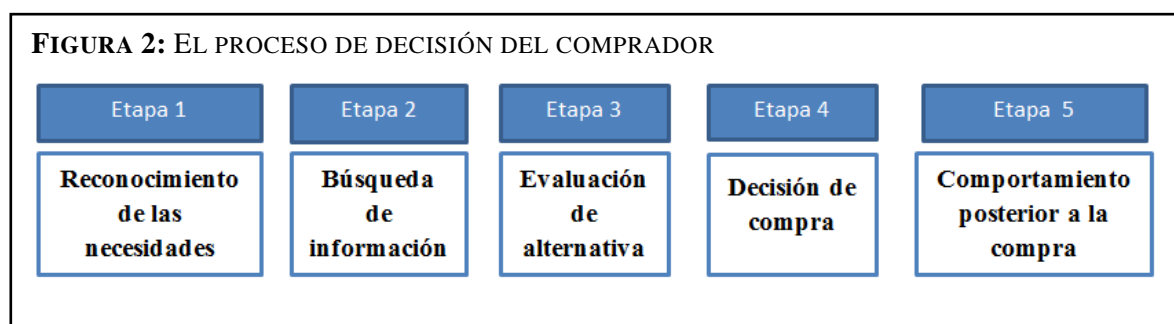 FIGURA 2: EL PROCESO DE DECISIÓN DEL COMPRADOR
Etapa 1
Reconocimiento
de las
necesidades
Etapa 2
Búsqueda
de
información
Etapa 3
Evaluación
de
alternativa
Etapa 4
Decisión de
compra
Etapa 5
Comportamiento
posterior a la
compra